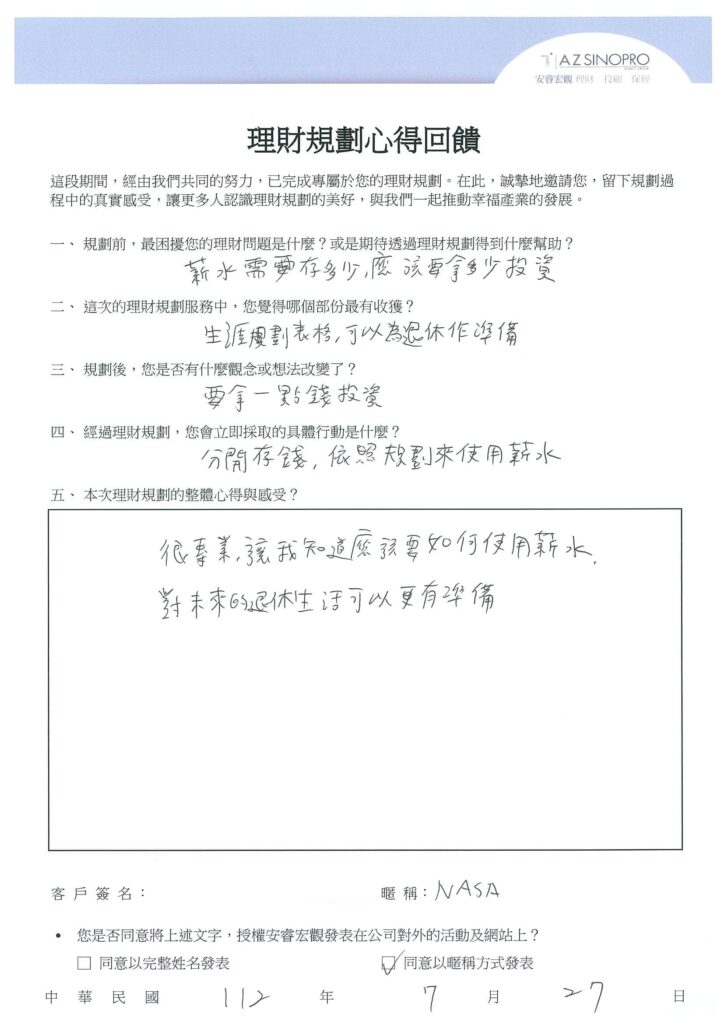 AZ SINOPRO
安睿宏觀 理財 投顧 保經
理財規劃心得回饋
這段期間，經由我們共同的努力，已完成專屬於您的理財規劃。在此，誠摯地邀請您，留下規劃過
程中的真實感受，讓更多人認識理財規劃的美好，與我們一起推動幸福產業的發展。
一、 規劃前，最困擾您的理財問題是什麼？或是期待透過理財規劃得到什麼幫助？
薪水需要存多少，應該要拿多少投資
二、 這次的理財規劃服務中，您覺得哪個部份最有收獲？
生涯規劃表格，可以為退休作準備
三、 規劃後，您是否有什麼觀念或想法改變了？
要拿一點錢投資
四、 經過理財規劃，您會立即採取的具體行動是什麼？
分開存錢，依照規劃來使用薪水
五、 本次理財規劃的整體心得與感受？
很專業，讓我知道應該要如何使用薪水，
對未來的退休生活可以更有準備
客戶簽名： 暱稱：NASA
• 您是否同意將上述文字，授權安睿宏觀發表在公司對外的活動及網站上？
□ 同意以完整姓名發表 ☑ 同意以暱稱方式發表
中華民國 112 年 7 月 27 日